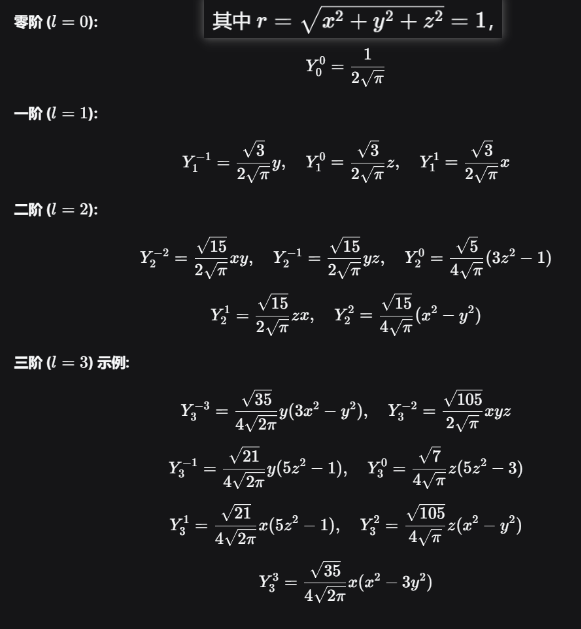 零阶 (l = 0): 其中 r = √(x² + y² + z²) = 1,
Y₀⁰ = 1/(2√π)
一阶 (l = 1):
Y₁⁻¹ = √3/(2√π) y, Y₁⁰ = √3/(2√π) z, Y₁¹ = √3/(2√π) x
二阶 (l = 2):
Y₂⁻² = √15/(2√π) xy, Y₂⁻¹ = √15/(2√π) yz, Y₂⁰ = √5/(4√π) (3z² − 1)
Y₂¹ = √15/(2√π) zx, Y₂² = √15/(4√π) (x² − y²)
三阶 (l = 3) 示例:
Y₃⁻³ = √35/(4√2π) y(3x² − y²), Y₃⁻² = √105/(2√π) xyz
Y₃⁻¹ = √21/(4√2π) y(5z² − 1), Y₃⁰ = √7/(4√π) z(5z² − 3)
Y₃¹ = √21/(4√2π) x(5z² − 1), Y₃² = √105/(4√π) z(x² − y²)
Y₃³ = √35/(4√2π) x(x² − 3y²)